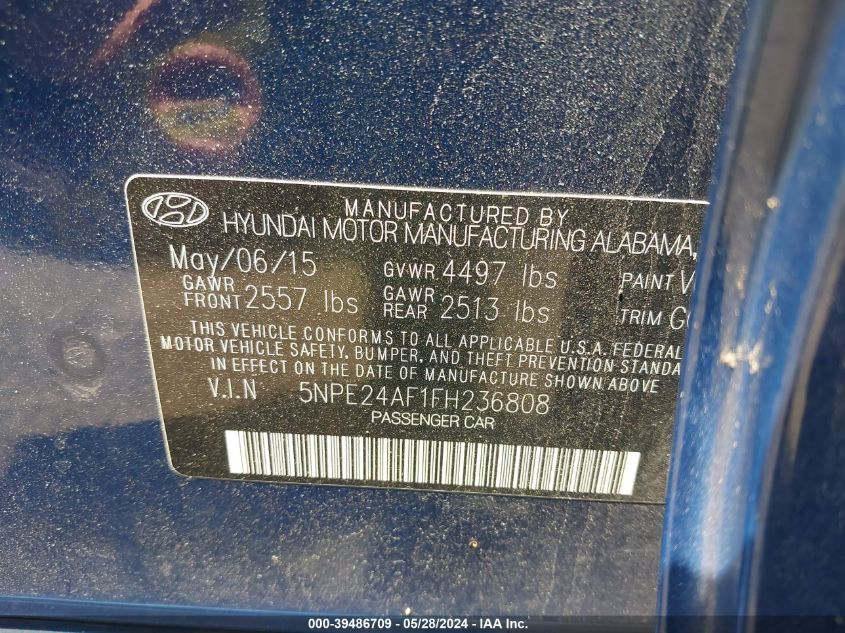 MANUFACTURED BY
HYUNDAI MOTOR MANUFACTURING ALABAMA,
May/06/15 GVWR 4497 lbs PAINT V
GAWR FRONT 2557 lbs GAWR REAR 2513 lbs TRIM
THIS VEHICLE CONFORMS TO ALL APPLICABLE U.S.A. FEDERAL
MOTOR VEHICLE SAFETY, BUMPER, AND THEFT PREVENTION STANDA
IN EFFECT ON THE DATE OF MANUFACTURE SHOWN ABOVE
V.I.N 5NPE24AF1FH236808
PASSENGER CAR
000-39486709 - 05/28/2024 - IAA Inc.